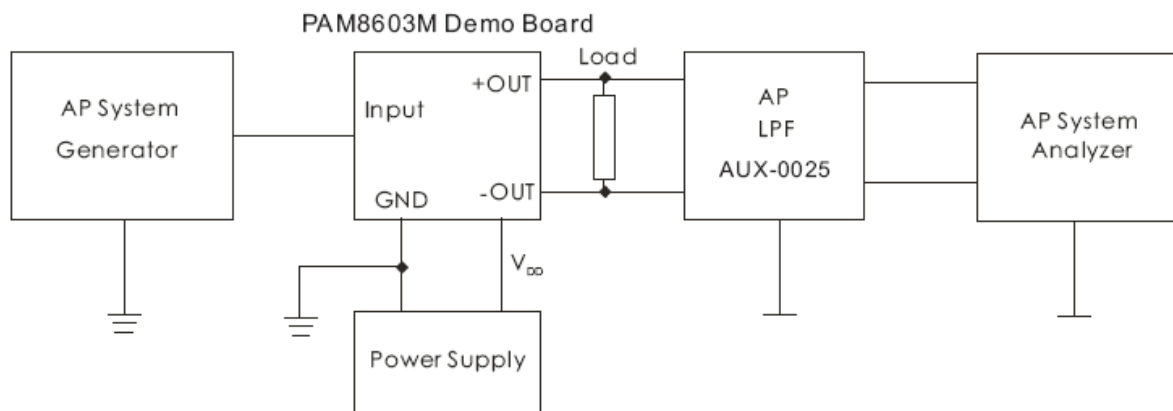 PAM8603M Demo Board
AP System
Generator
Input
+OUT
-OUT
GND
Load
AP
LPF
AUX-0025
AP System
Analyzer
VDD
Power Supply